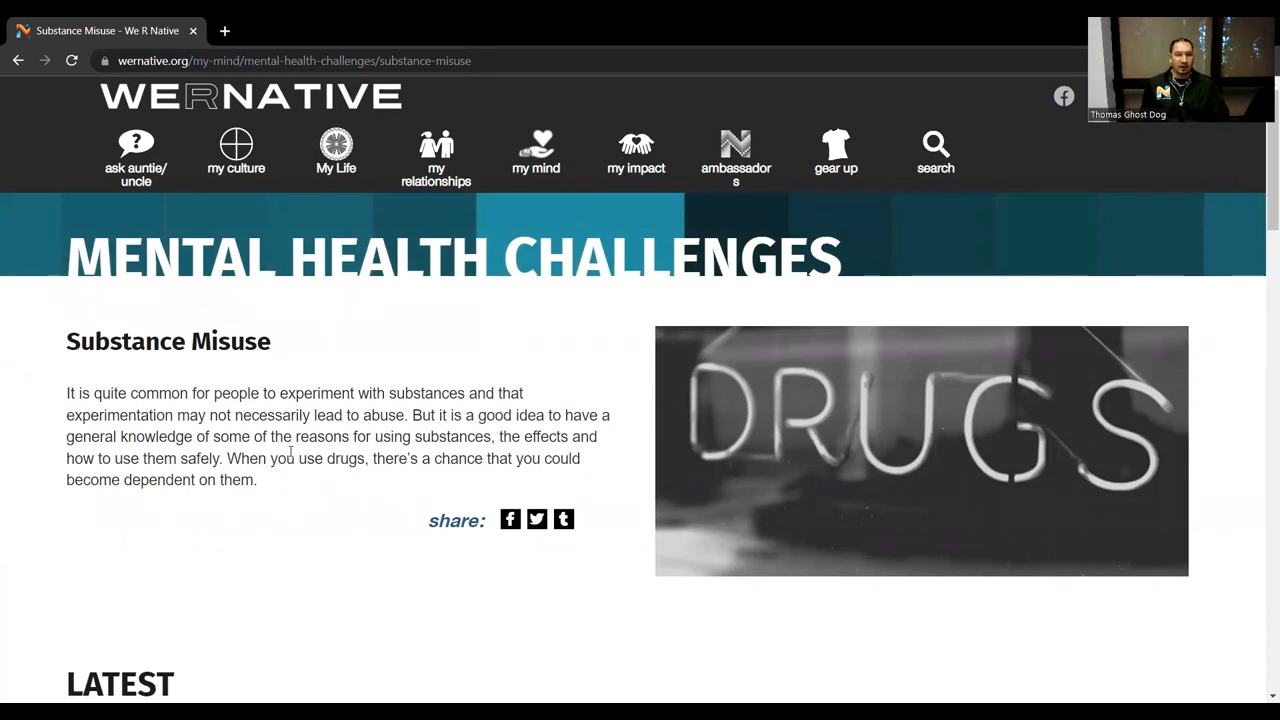 Substance Misuse - We R Native
wernative.org/my-mind/mental-health-challenges/substance-misuse
Thomas Ghost Dog
WERNATIVE
ask auntie/
uncle
my culture
My Life
my
relationships
my mind
my impact
ambassador
s
gear up
search
MENTAL HEALTH CHALLENGES
Substance Misuse
It is quite common for people to experiment with substances and that
experimentation may not necessarily lead to abuse. But it is a good idea to have a
general knowledge of some of the reasons for using substances, the effects and
how to use them safely. When you use drugs, there’s a chance that you could
become dependent on them.
share:
DRUGS
LATEST